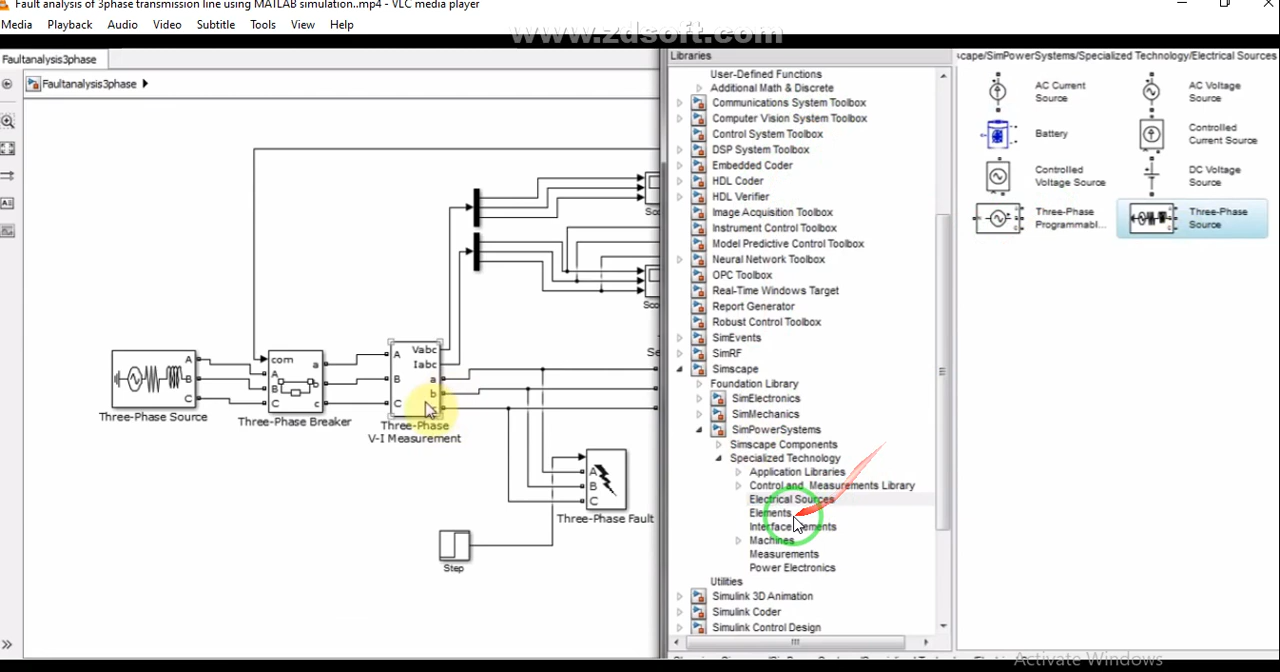 Fault analysis of 3phase transmission line using MATLAB simulation..mp4 - VLC media player
Media Playback Audio Video Subtitle Tools View Help
www.zdsoft.com
Faultanalysis3phase
Faultanalysis3phase
com
A
B
C
a
b
c
A
B
C
Vabc
Iabc
a
b
A
B
C
Three-Phase Source
Three-Phase Breaker
Three-Phase
V-I Measurement
A
B
C
Three-Phase Fault
Step
Sco
Sco
Se
Libraries
User-Defined Functions
Additional Math & Discrete
Communications System Toolbox
Computer Vision System Toolbox
Control System Toolbox
DSP System Toolbox
Embedded Coder
HDL Coder
HDL Verifier
Image Acquisition Toolbox
Instrument Control Toolbox
Model Predictive Control Toolbox
Neural Network Toolbox
OPC Toolbox
Real-Time Windows Target
Report Generator
Robust Control Toolbox
SimEvents
SimRF
Simscape
Foundation Library
SimElectronics
SimMechanics
SimPowerSystems
Simscape Components
Specialized Technology
Application Libraries
Control and Measurements Library
Electrical Sources
Elements
Interface Elements
Machines
Measurements
Power Electronics
Utilities
Simulink 3D Animation
Simulink Coder
Simulink Control Design
cape/SimPowerSystems/Specialized Technology/Electrical Sources
AC Current
Source
AC Voltage
Source
Battery
Controlled
Current Source
Controlled
Voltage Source
DC Voltage
Source
Three-Phase
Programmabl...
Three-Phase
Source
Activate Windows